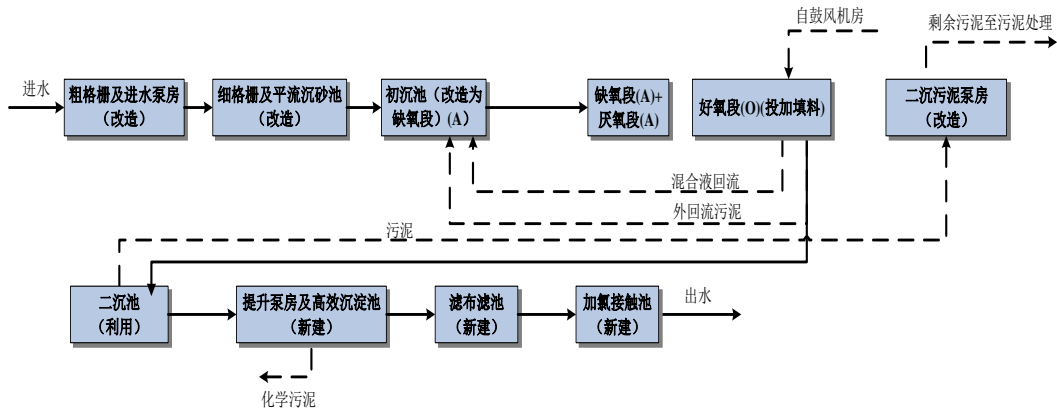 自鼓风机房
剩余污泥至污泥处理
进水
粗格栅及进水泵房
（改造）
细格栅及平流沉砂池
（改造）
初沉池（改造为
缺氧段）(A)
缺氧段(A)+
厌氧段(A)
好氧段(O)(投加填料)
二沉污泥泵房
（改造）
混合液回流
外回流污泥
污泥
二沉池
（利用）
提升泵房及高效沉淀池
（新建）
滤布滤池
（新建）
加氯接触池
（新建）
出水
化学污泥